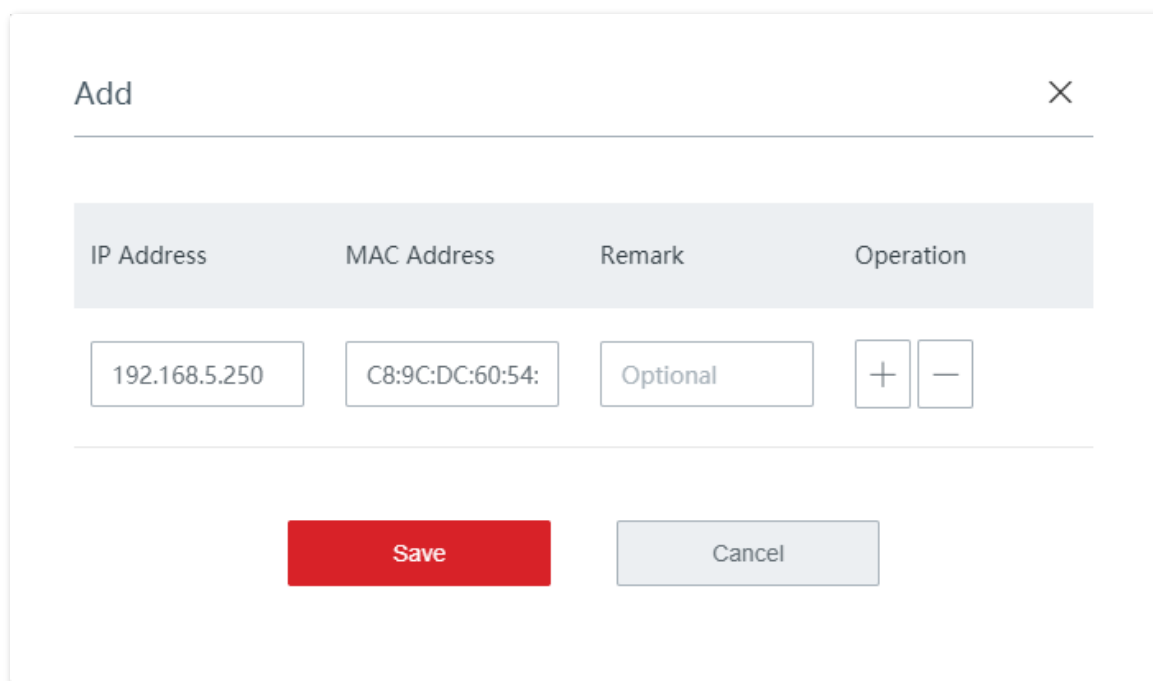 Add
IP Address MAC Address Remark Operation
192.168.5.250 C8:9C:DC:60:54: Optional
Save Cancel